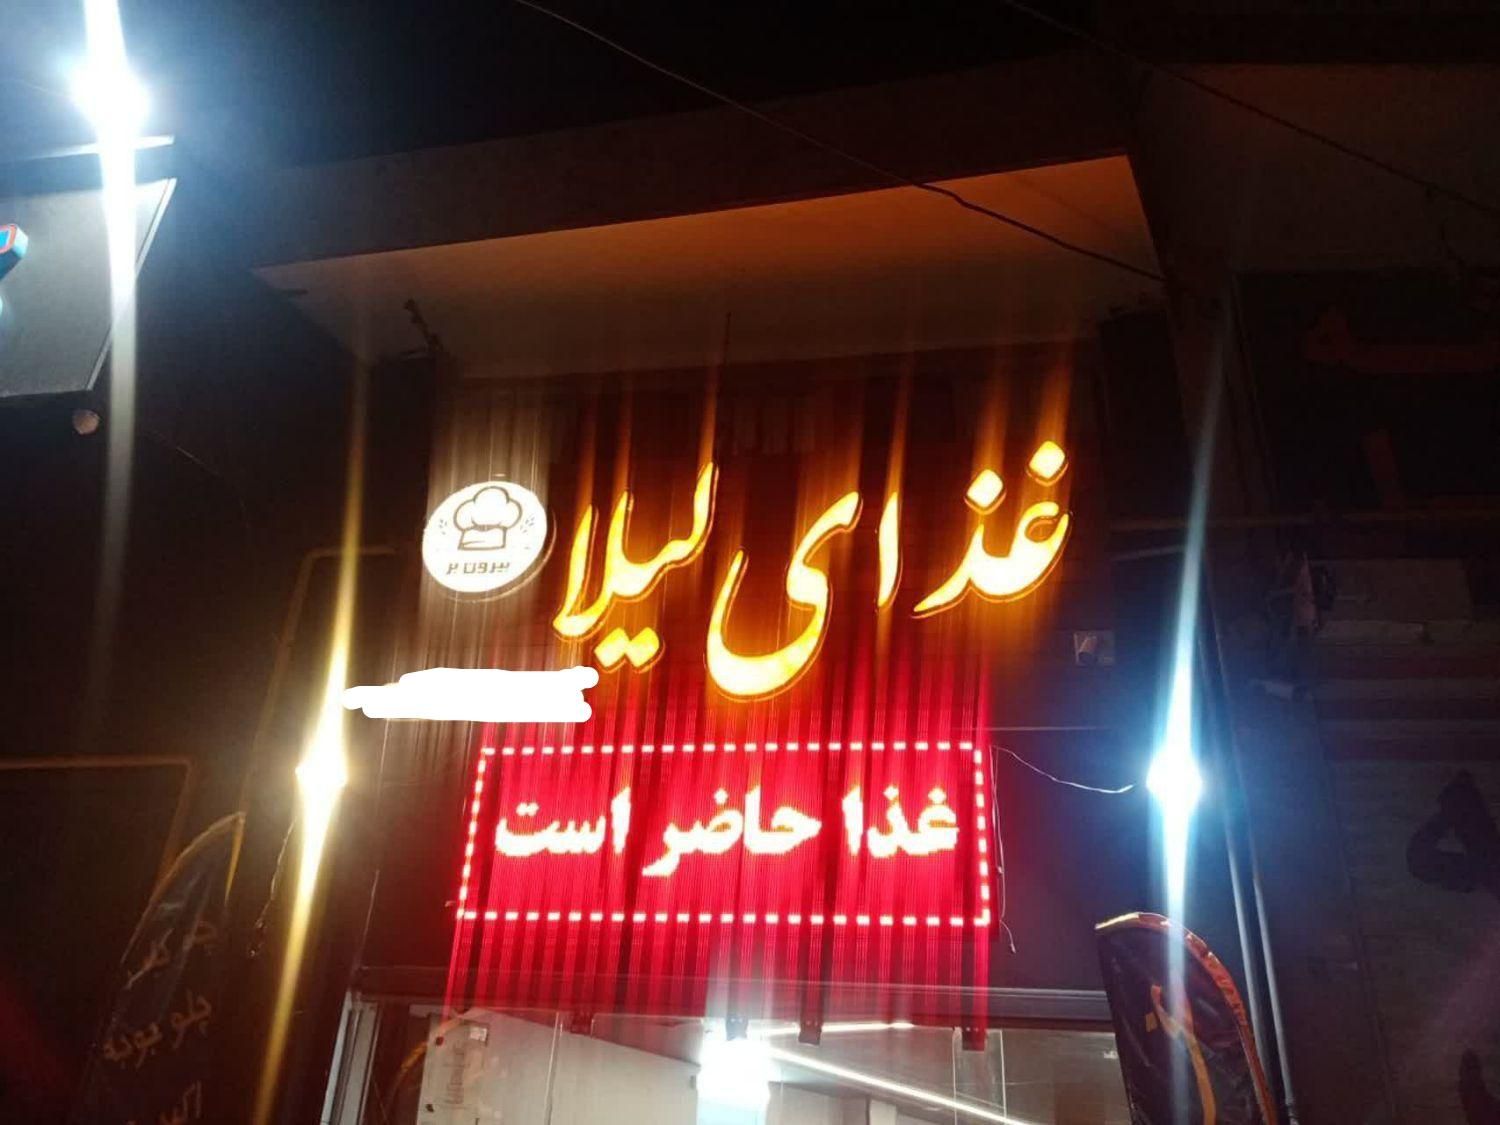 غذای لیلا
بیرون بر
غذا حاضر است